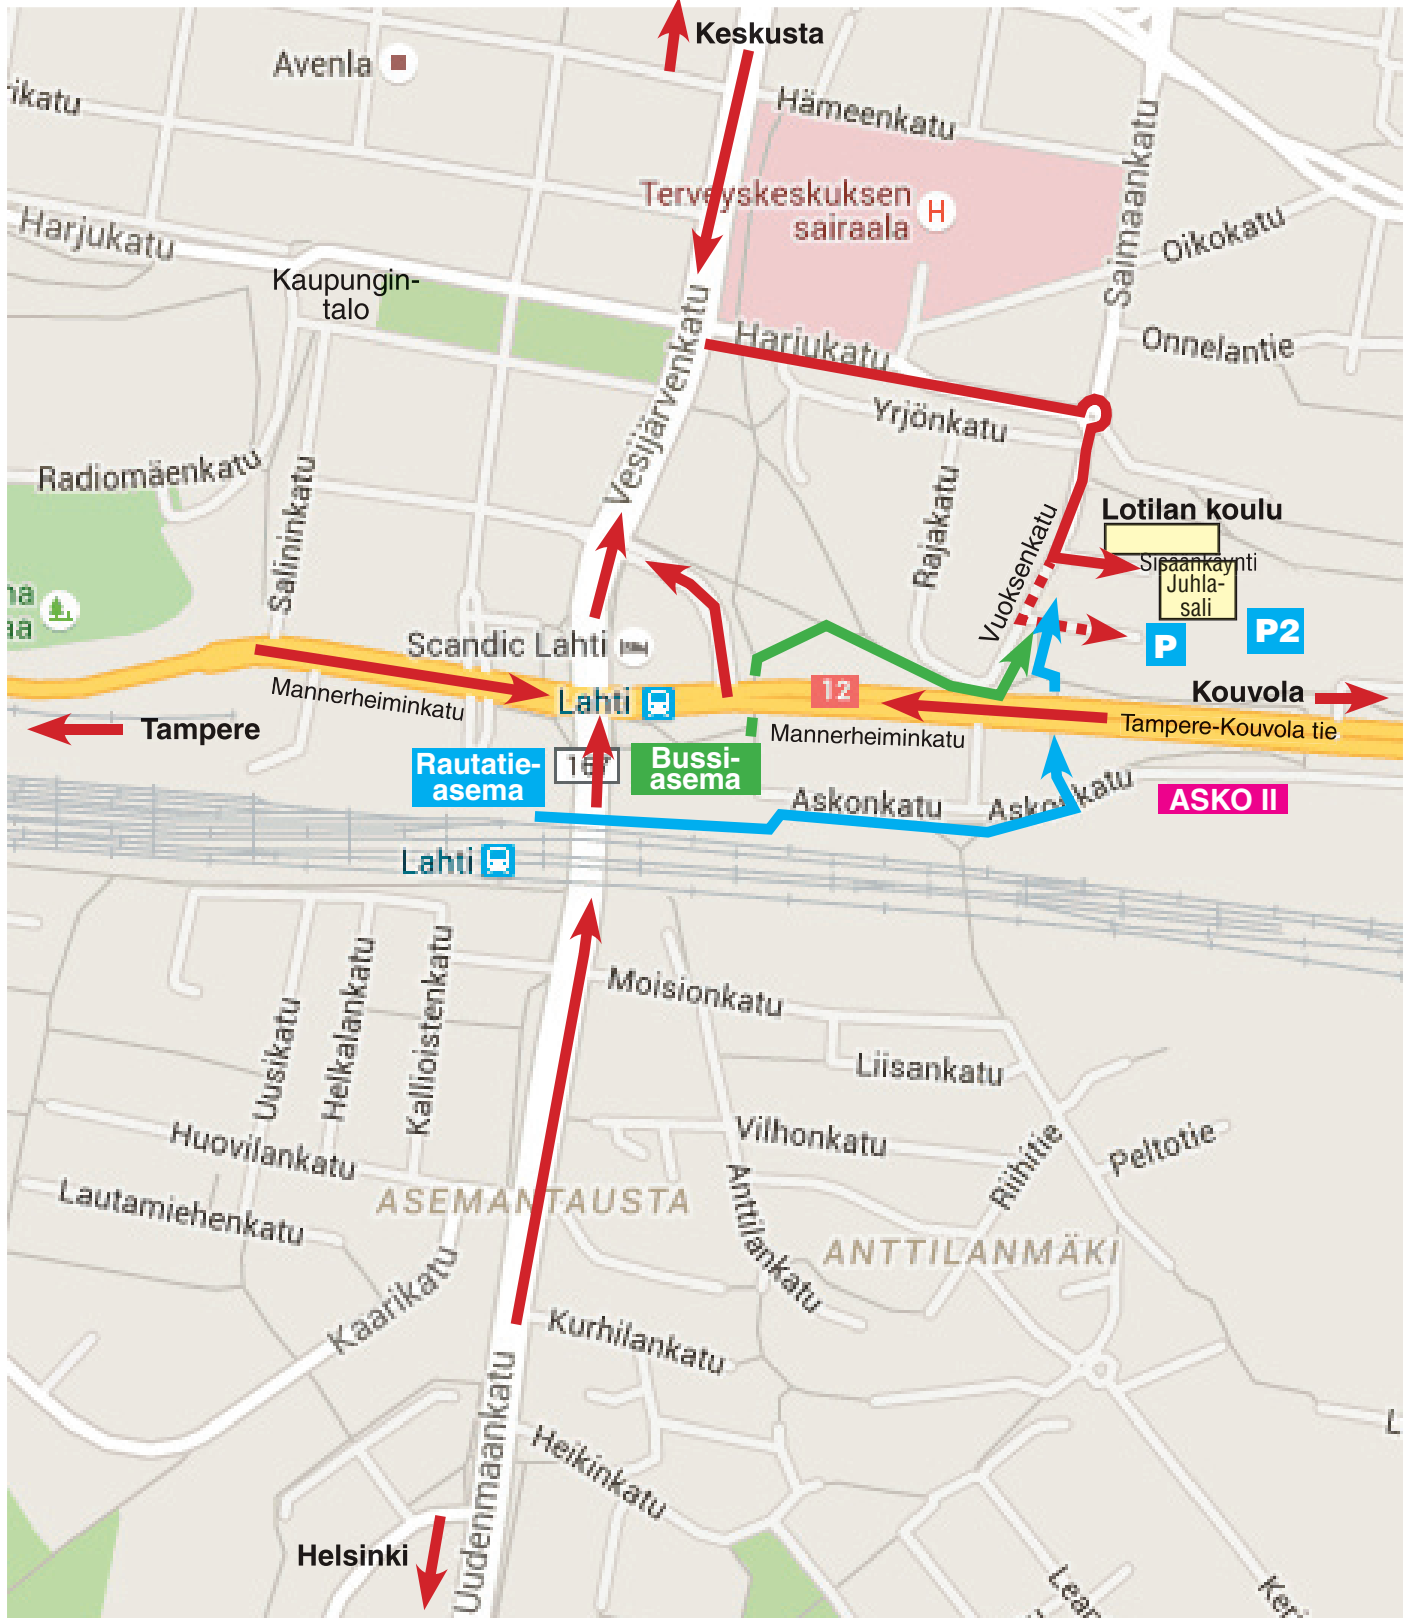 Keskusta
Avenla
Hämeenkatu
rikatu
Saimaankatu
Terveyskeskuksen
sairaala
H
Harjukatu
Oikokatu
Kaupungin-
talo
Vesijärvenkatu
Harjukatu
Onnelantie
Yrjönkatu
Radiomäenkatu
Salininkatu
Rajakatu
Vuoksenkatu
Lotilan koulu
Sisäänkäynti
Juhla-
sali
P
P2
Scandic Lahti
Mannerheiminkatu
Lahti
12
Kouvola
Tampere
Mannerheiminkatu
Tampere-Kouvola tie
Rautatie-
asema
Bussi-
asema
Askonkatu
Askonkatu
ASKO II
Lahti
Moisionkatu
Uusikatu
Helkalankatu
Kallioistenkatu
Liisankatu
Huovilankatu
Vilhonkatu
Riihitie
Peltotie
Lautamiehenkatu
ASEMANTAUSTA
Anttilankatu
ANTTILANMÄKI
Kaarikatu
Kurhilankatu
Uudenmaankatu
Heikinkatu
Helsinki